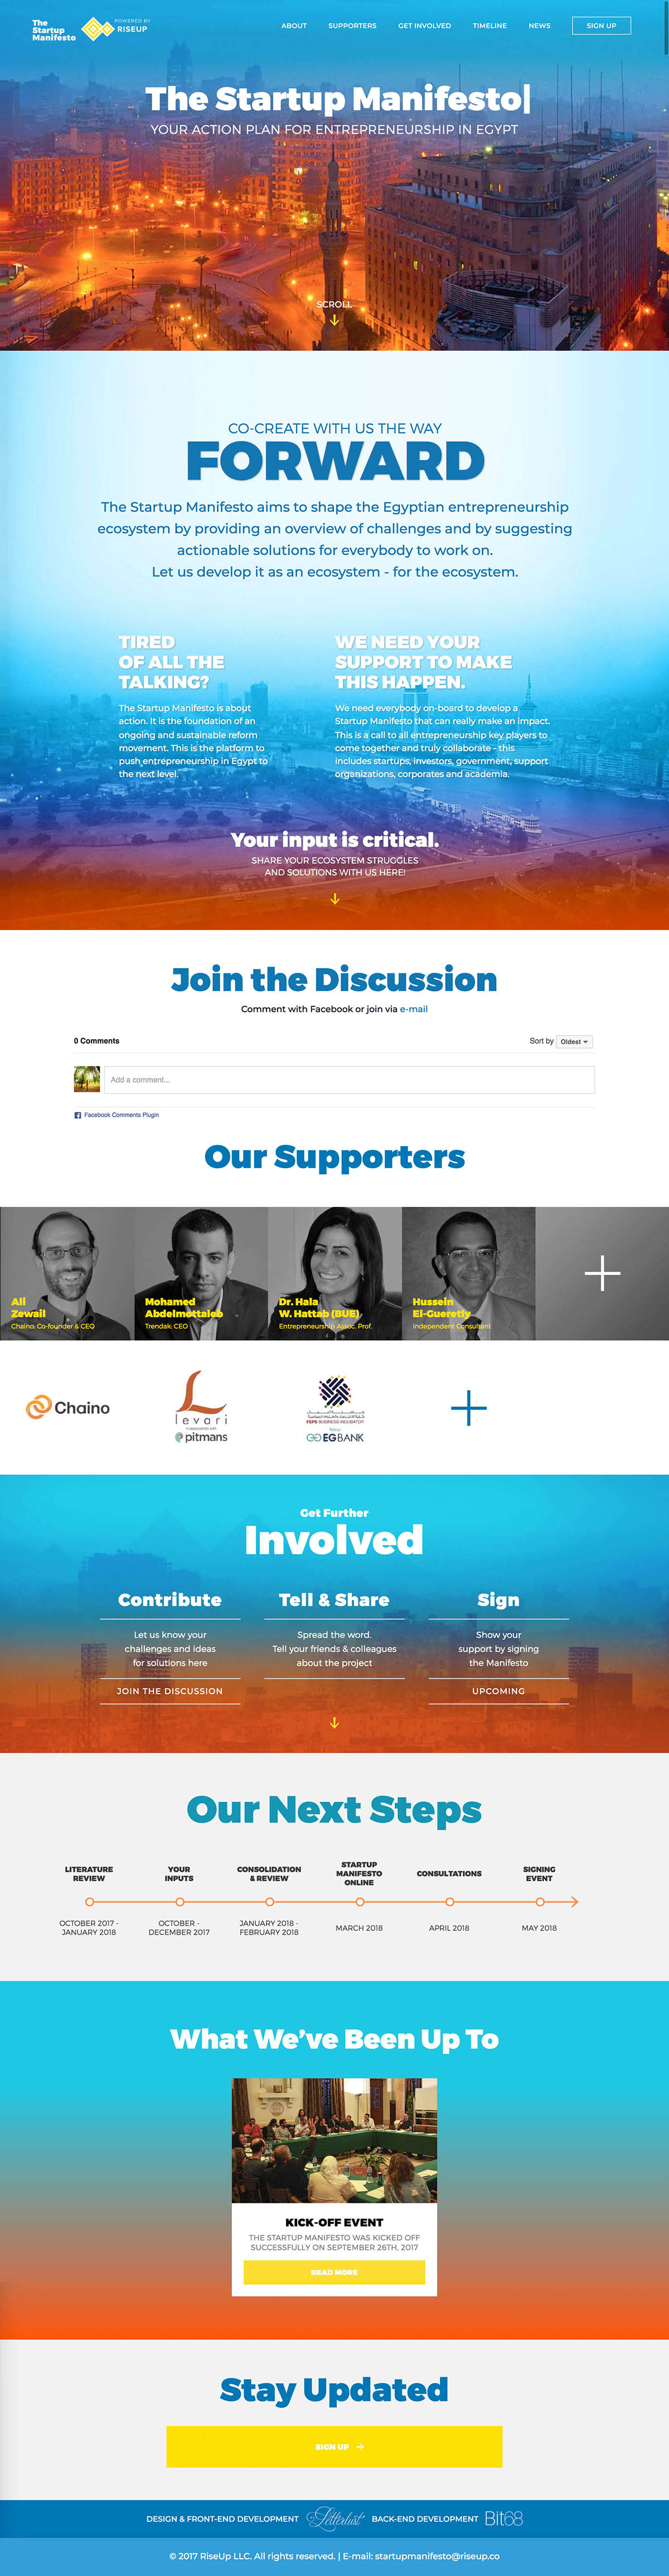 The
Startup
Manifesto
POWERED BY
RISEUP
ABOUT
SUPPORTERS
GET INVOLVED
TIMELINE
NEWS
SIGN UP
The Startup Manifesto|
YOUR ACTION PLAN FOR ENTREPRENEURSHIP IN EGYPT
SCROLL
CO-CREATE WITH US THE WAY
FORWARD
The Startup Manifesto aims to shape the Egyptian entrepreneurship
ecosystem by providing an overview of challenges and by suggesting
actionable solutions for everybody to work on.
Let us develop it as an ecosystem - for the ecosystem.
TIRED
OF ALL THE
TALKING?
The Startup Manifesto is about
action. It is the foundation of an
ongoing and sustainable reform
movement. This is the platform to
push entrepreneurship in Egypt to
the next level.
WE NEED YOUR
SUPPORT TO MAKE
THIS HAPPEN.
We need everybody on-board to develop a
Startup Manifesto that can really make an impact.
This is a call to all entrepreneurship key players to
come together and truly collaborate - this
includes startups, investors, government, support
organizations, corporates and academia.
Your input is critical.
SHARE YOUR ECOSYSTEM STRUGGLES
AND SOLUTIONS WITH US HERE!
Join the Discussion
Comment with Facebook or join via e-mail
0 Comments
Sort by Oldest
Add a comment...
Facebook Comments Plugin
Our Supporters
Ali
Zewail
Chaino: Co-founder & CEO
Mohamed
Abdelmottaleb
Trendak: CEO
Dr. Hala
W. Hattab (BUE)
Entrepreneurship Assoc. Prof.
Hussein
El-Gueretly
Independent Consultant
Chaino
levari
in association with
pitmans
FEPS BUSINESS INCUBATOR
EGBANK
Get Further
Involved
Contribute
Let us know your
challenges and ideas
for solutions here
JOIN THE DISCUSSION
Tell & Share
Spread the word.
Tell your friends & colleagues
about the project
Sign
Show your
support by signing
the Manifesto
UPCOMING
Our Next Steps
LITERATURE
REVIEW
OCTOBER 2017 -
JANUARY 2018
YOUR
INPUTS
OCTOBER -
DECEMBER 2017
CONSOLIDATION
& REVIEW
JANUARY 2018 -
FEBRUARY 2018
STARTUP
MANIFESTO
ONLINE
MARCH 2018
CONSULTATIONS
APRIL 2018
SIGNING
EVENT
MAY 2018
What We've Been Up To
KICK-OFF EVENT
THE STARTUP MANIFESTO WAS KICKED OFF
SUCCESSFULLY ON SEPTEMBER 26TH, 2017
READ MORE
Stay Updated
SIGN UP
DESIGN & FRONT-END DEVELOPMENT
Letterlust
BACK-END DEVELOPMENT
Bit68
© 2017 RiseUp LLC. All rights reserved. | E-mail: startupmanifesto@riseup.co